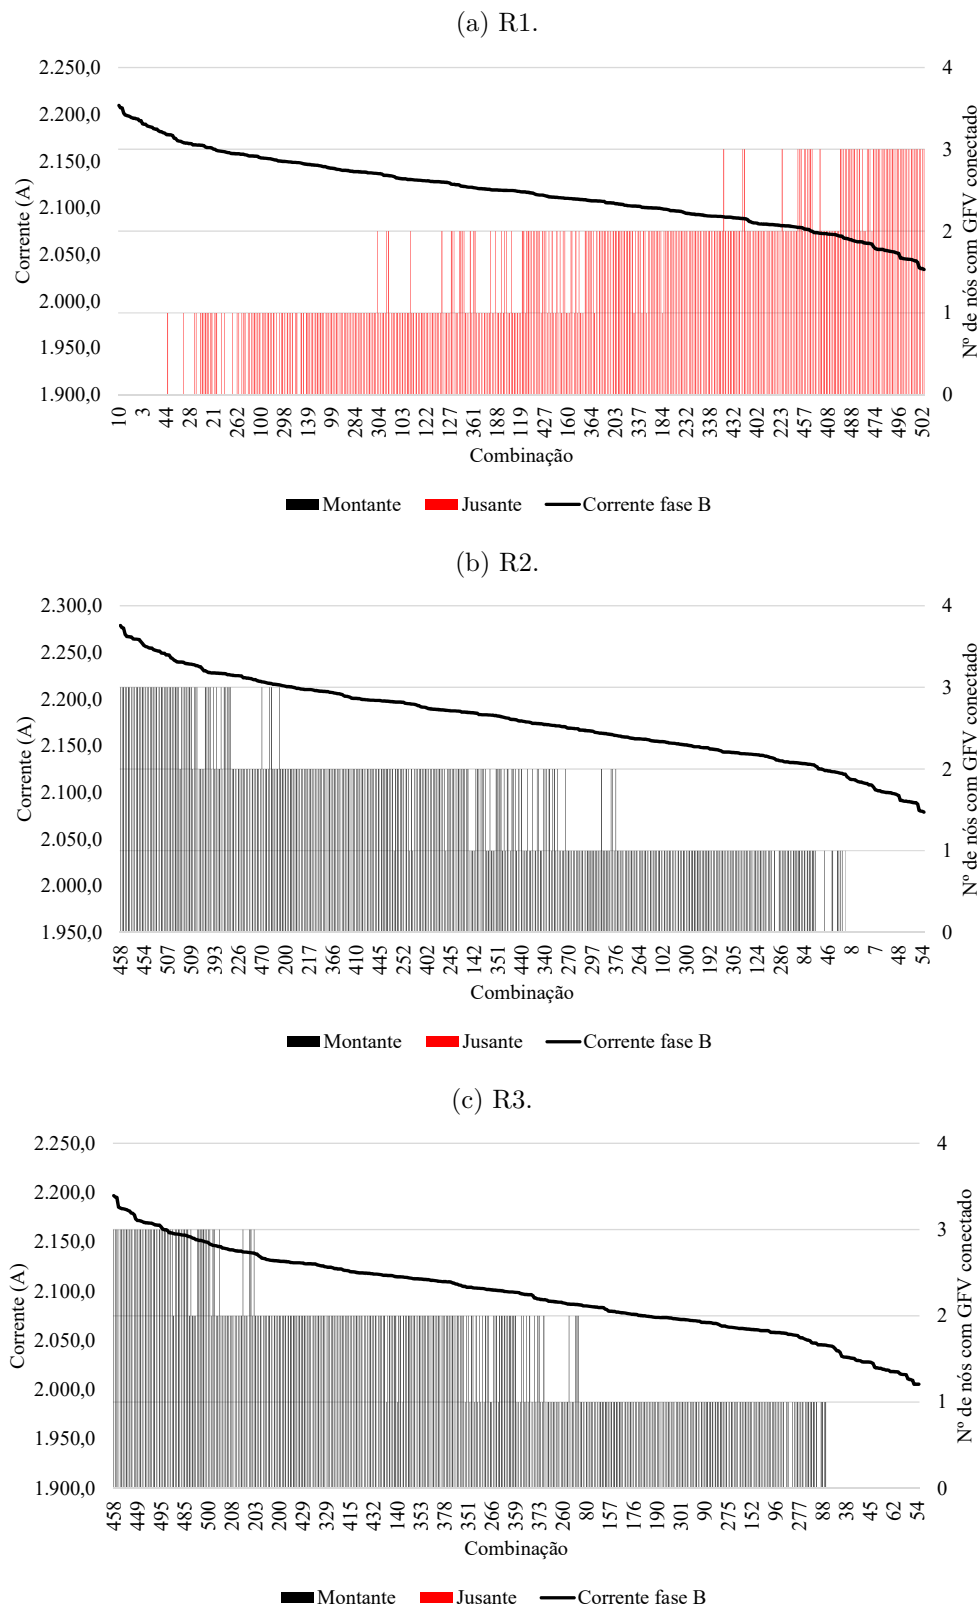 (a) R1.
2.250,0
2.200,0
2.150,0
2.100,0
2.050,0
2.000,0
1.950,0
1.900,0
Corrente (A)
4
3
2
1
0
Nº de nós com GFV conectado
10 3 44 28 21 262 100 298 139 99 284 304 103 122 127 361 188 119 427 160 364 203 337 184 232 338 432 402 223 457 408 488 474 496 502
Combinação
Montante Jusante Corrente fase B
(b) R2.
2.300,0
2.250,0
2.200,0
2.150,0
2.100,0
2.050,0
2.000,0
1.950,0
Corrente (A)
4
3
2
1
0
Nº de nós com GFV conectado
458 454 507 509 393 226 470 200 217 366 410 445 252 402 245 142 351 440 340 270 297 376 264 102 300 192 305 124 286 84 46 8 7 48 54
Combinação
Montante Jusante Corrente fase B
(c) R3.
2.250,0
2.200,0
2.150,0
2.100,0
2.050,0
2.000,0
1.950,0
1.900,0
Corrente (A)
4
3
2
1
0
Nº de nós com GFV conectado
458 449 495 485 500 208 203 200 429 329 415 432 140 353 378 351 266 359 373 260 80 157 176 190 301 90 275 152 96 277 88 38 45 62 54
Combinação
Montante Jusante Corrente fase B